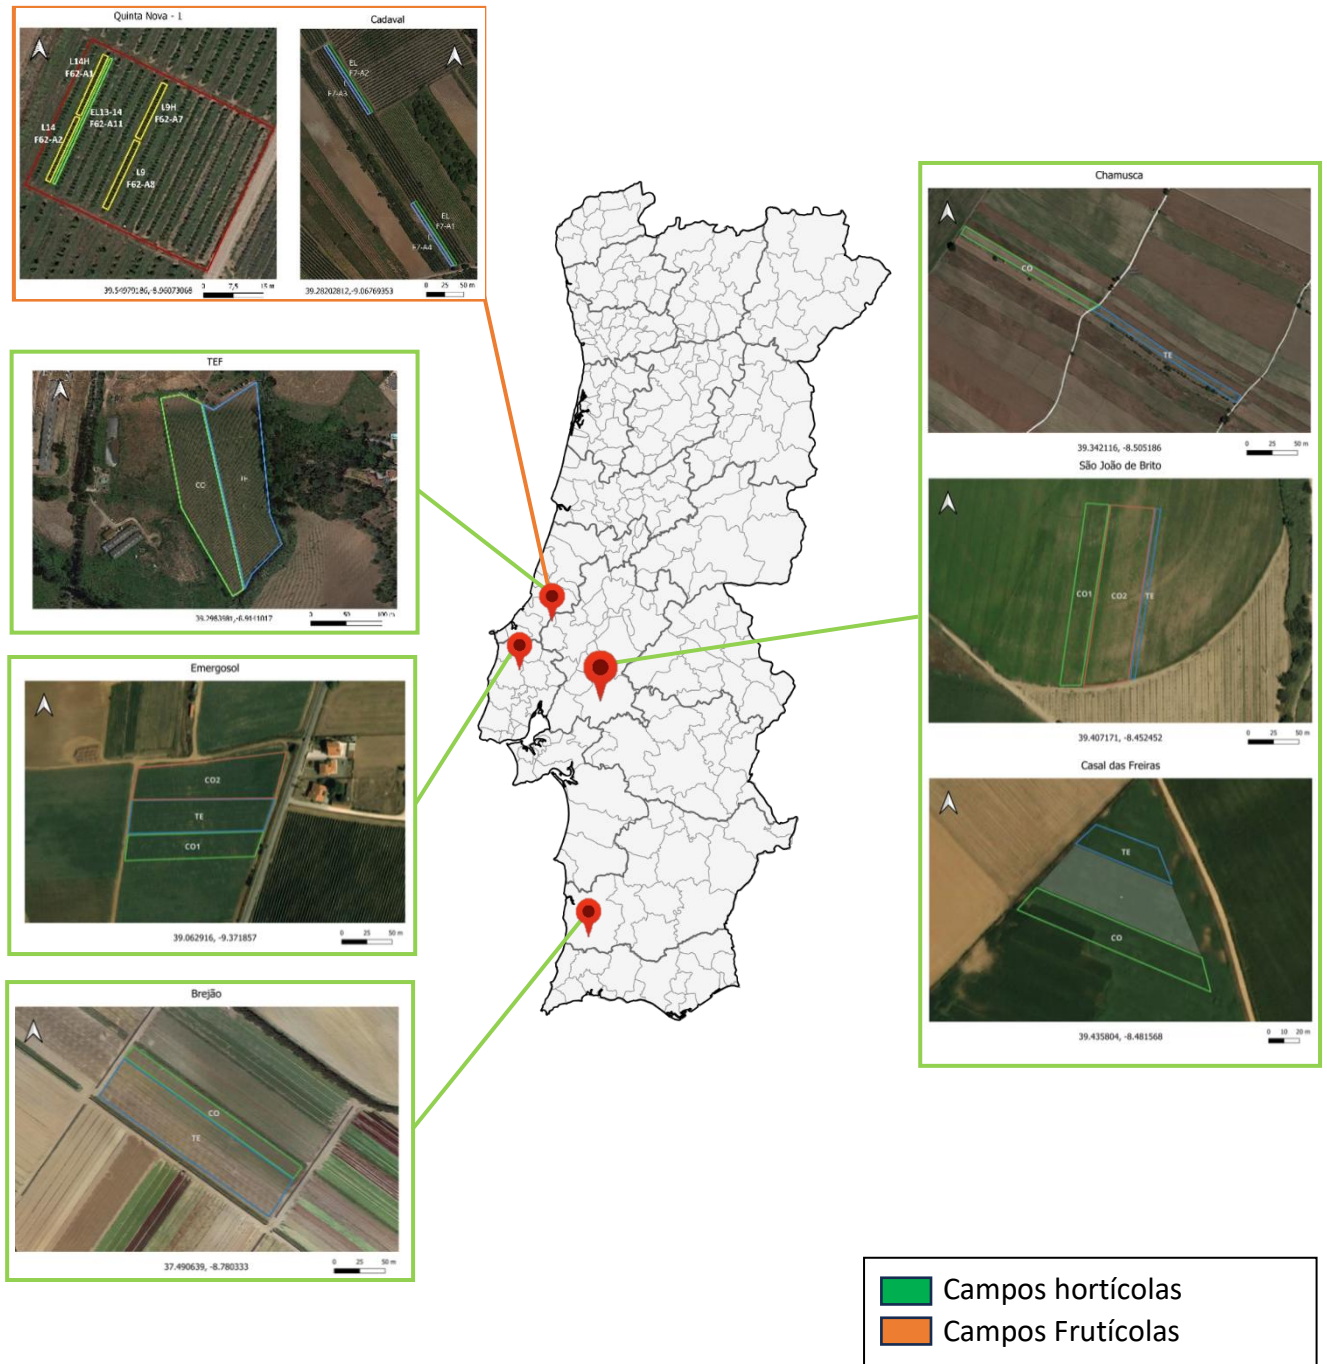 Quinta Nova - 1
L14H
F62-A1
EL13-14
F62-A11
L9H
F62-A7
L14
F62-A2
L9
F62-A8
39.54979186,-8.96073068
0 7,5 15 m
Cadaval
EL
F7-A2
F7-A3
EL
F7-A1
F7-A4
39.28202812,-9.06769353
0 25 50 m
TEF
CO
TE
0 50 100 m
Emergosol
CO2
TE
CO1
39.062916, -9.371857
0 25 50 m
Brejão
CO
TE
37.490639, -8.780333
0 25 50 m
Chamusca
CO
TE
39.342116, -8.505186
0 25 50 m
São João de Brito
CO1
CO2
TE
39.407171, -8.452452
0 25 50 m
Casal das Freiras
TE
CO
39.435804, -8.481568
0 10 20 m
Campos hortícolas
Campos Frutícolas